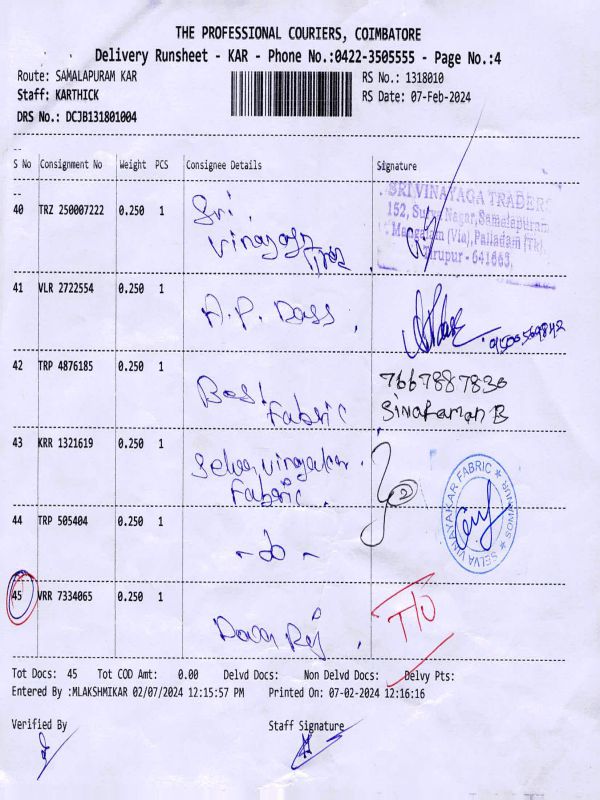 THE PROFESSIONAL COURIERS, COIMBATORE
Delivery Runsheet - KAR - Phone No.:0422-3505555 - Page No.:4
Route: SAMALAPURAM KAR RS No.: 1318010
Staff: KARTHICK RS Date: 07-Feb-2024
DRS No.: DCJB131801004
S No Consignment No Weight PCS Consignee Details Signature
40 TRZ 250007222 0.250 1 Sri
Vinayaga
SRI VINAYAGA TRADERS
152, Surya Nagar, Samalapuram
Mangalam (Via), Palladam (Tk)
Tirupur - 641663.
41 VLR 2722554 0.250 1 A.P. Dass
42 TRP 4876185 0.250 1 Best
Fabric
7667887830
Sivaraman B
43 KRR 1321619 0.250 1 Selvavinayakar
Fabric
2
SELVA VINAYAKAR FABRIC
44 TRP 505404 0.250 1 - do -
45 VRR 7334065 0.250 1 Raj
T/O
Tot Docs: 45 Tot COD Amt: 0.00 Delvd Docs: Non Delvd Docs: Delvy Pts:
Entered By :MLAKSHMIKAR 02/07/2024 12:15:57 PM Printed On: 07-02-2024 12:16:16
Verified By Staff Signature